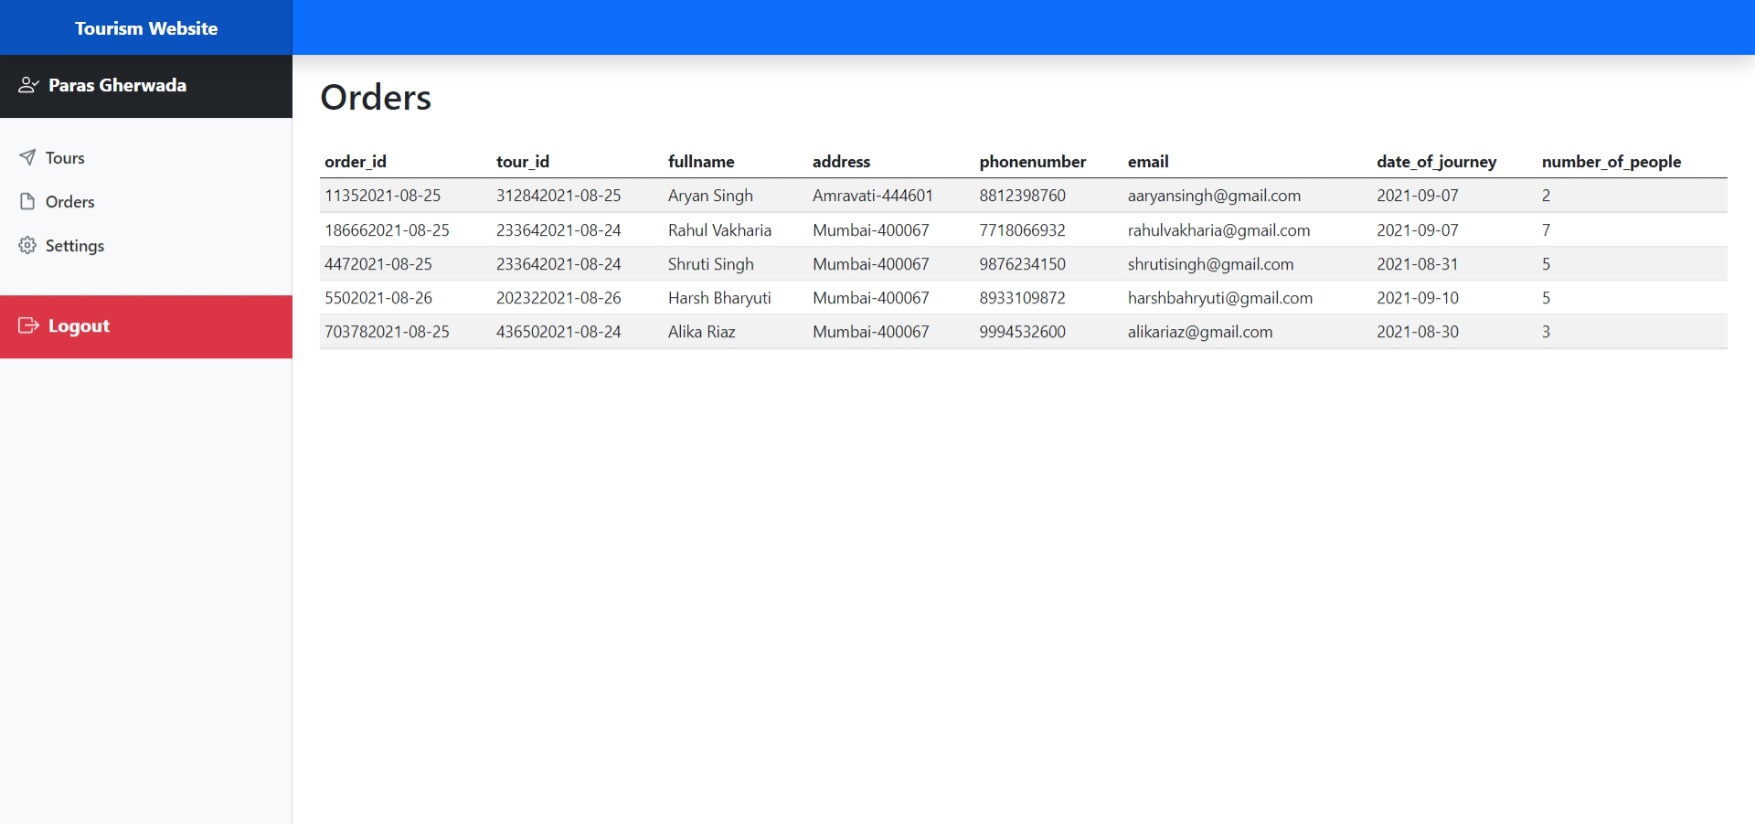 Tourism Website
Paras Gherwada
Tours
Orders
Settings
Logout
Orders
order_id tour_id fullname address phonenumber email date_of_journey number_of_people
11352021-08-25 312842021-08-25 Aryan Singh Amravati-444601 8812398760 aaryansingh@gmail.com 2021-09-07 2
186662021-08-25 233642021-08-24 Rahul Vakharia Mumbai-400067 7718066932 rahulvakharia@gmail.com 2021-09-07 7
4472021-08-25 233642021-08-24 Shruti Singh Mumbai-400067 9876234150 shrutisingh@gmail.com 2021-08-31 5
5502021-08-26 202322021-08-26 Harsh Bharyuti Mumbai-400067 8933109872 harshbahryuti@gmail.com 2021-09-10 5
703782021-08-25 436502021-08-24 Alika Riaz Mumbai-400067 9994532600 alikariaz@gmail.com 2021-08-30 3